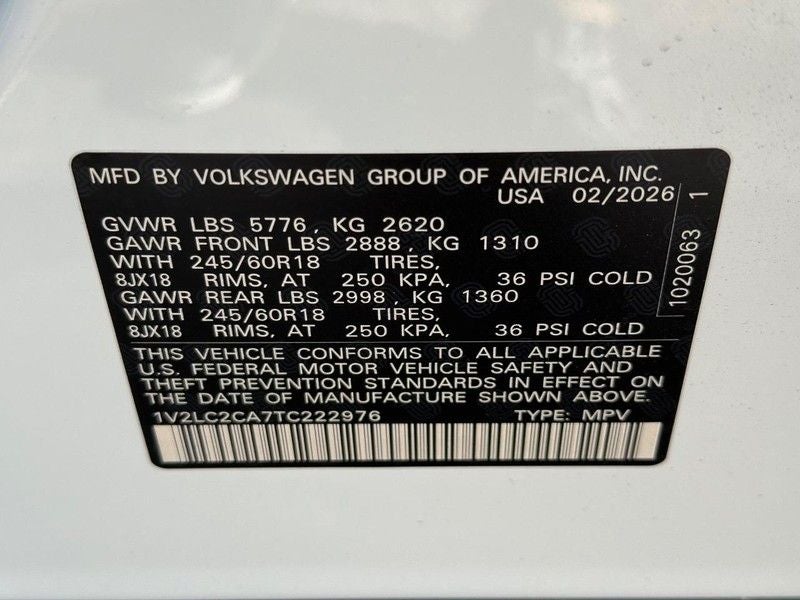 MFD BY VOLKSWAGEN GROUP OF AMERICA, INC.
USA 02/2026
GVWR LBS 5776, KG 2620
GAWR FRONT LBS 2888, KG 1310
WITH 245/60R18 TIRES,
8JX18 RIMS, AT 250 KPA, 36 PSI COLD
GAWR REAR LBS 2998, KG 1360
WITH 245/60R18 TIRES,
8JX18 RIMS, AT 250 KPA, 36 PSI COLD
THIS VEHICLE CONFORMS TO ALL APPLICABLE
U.S. FEDERAL MOTOR VEHICLE SAFETY AND
THEFT PREVENTION STANDARDS IN EFFECT ON
THE DATE OF MANUFACTURE SHOWN ABOVE.
1V2LC2CA7TC222976 TYPE: MPV
1020063 1